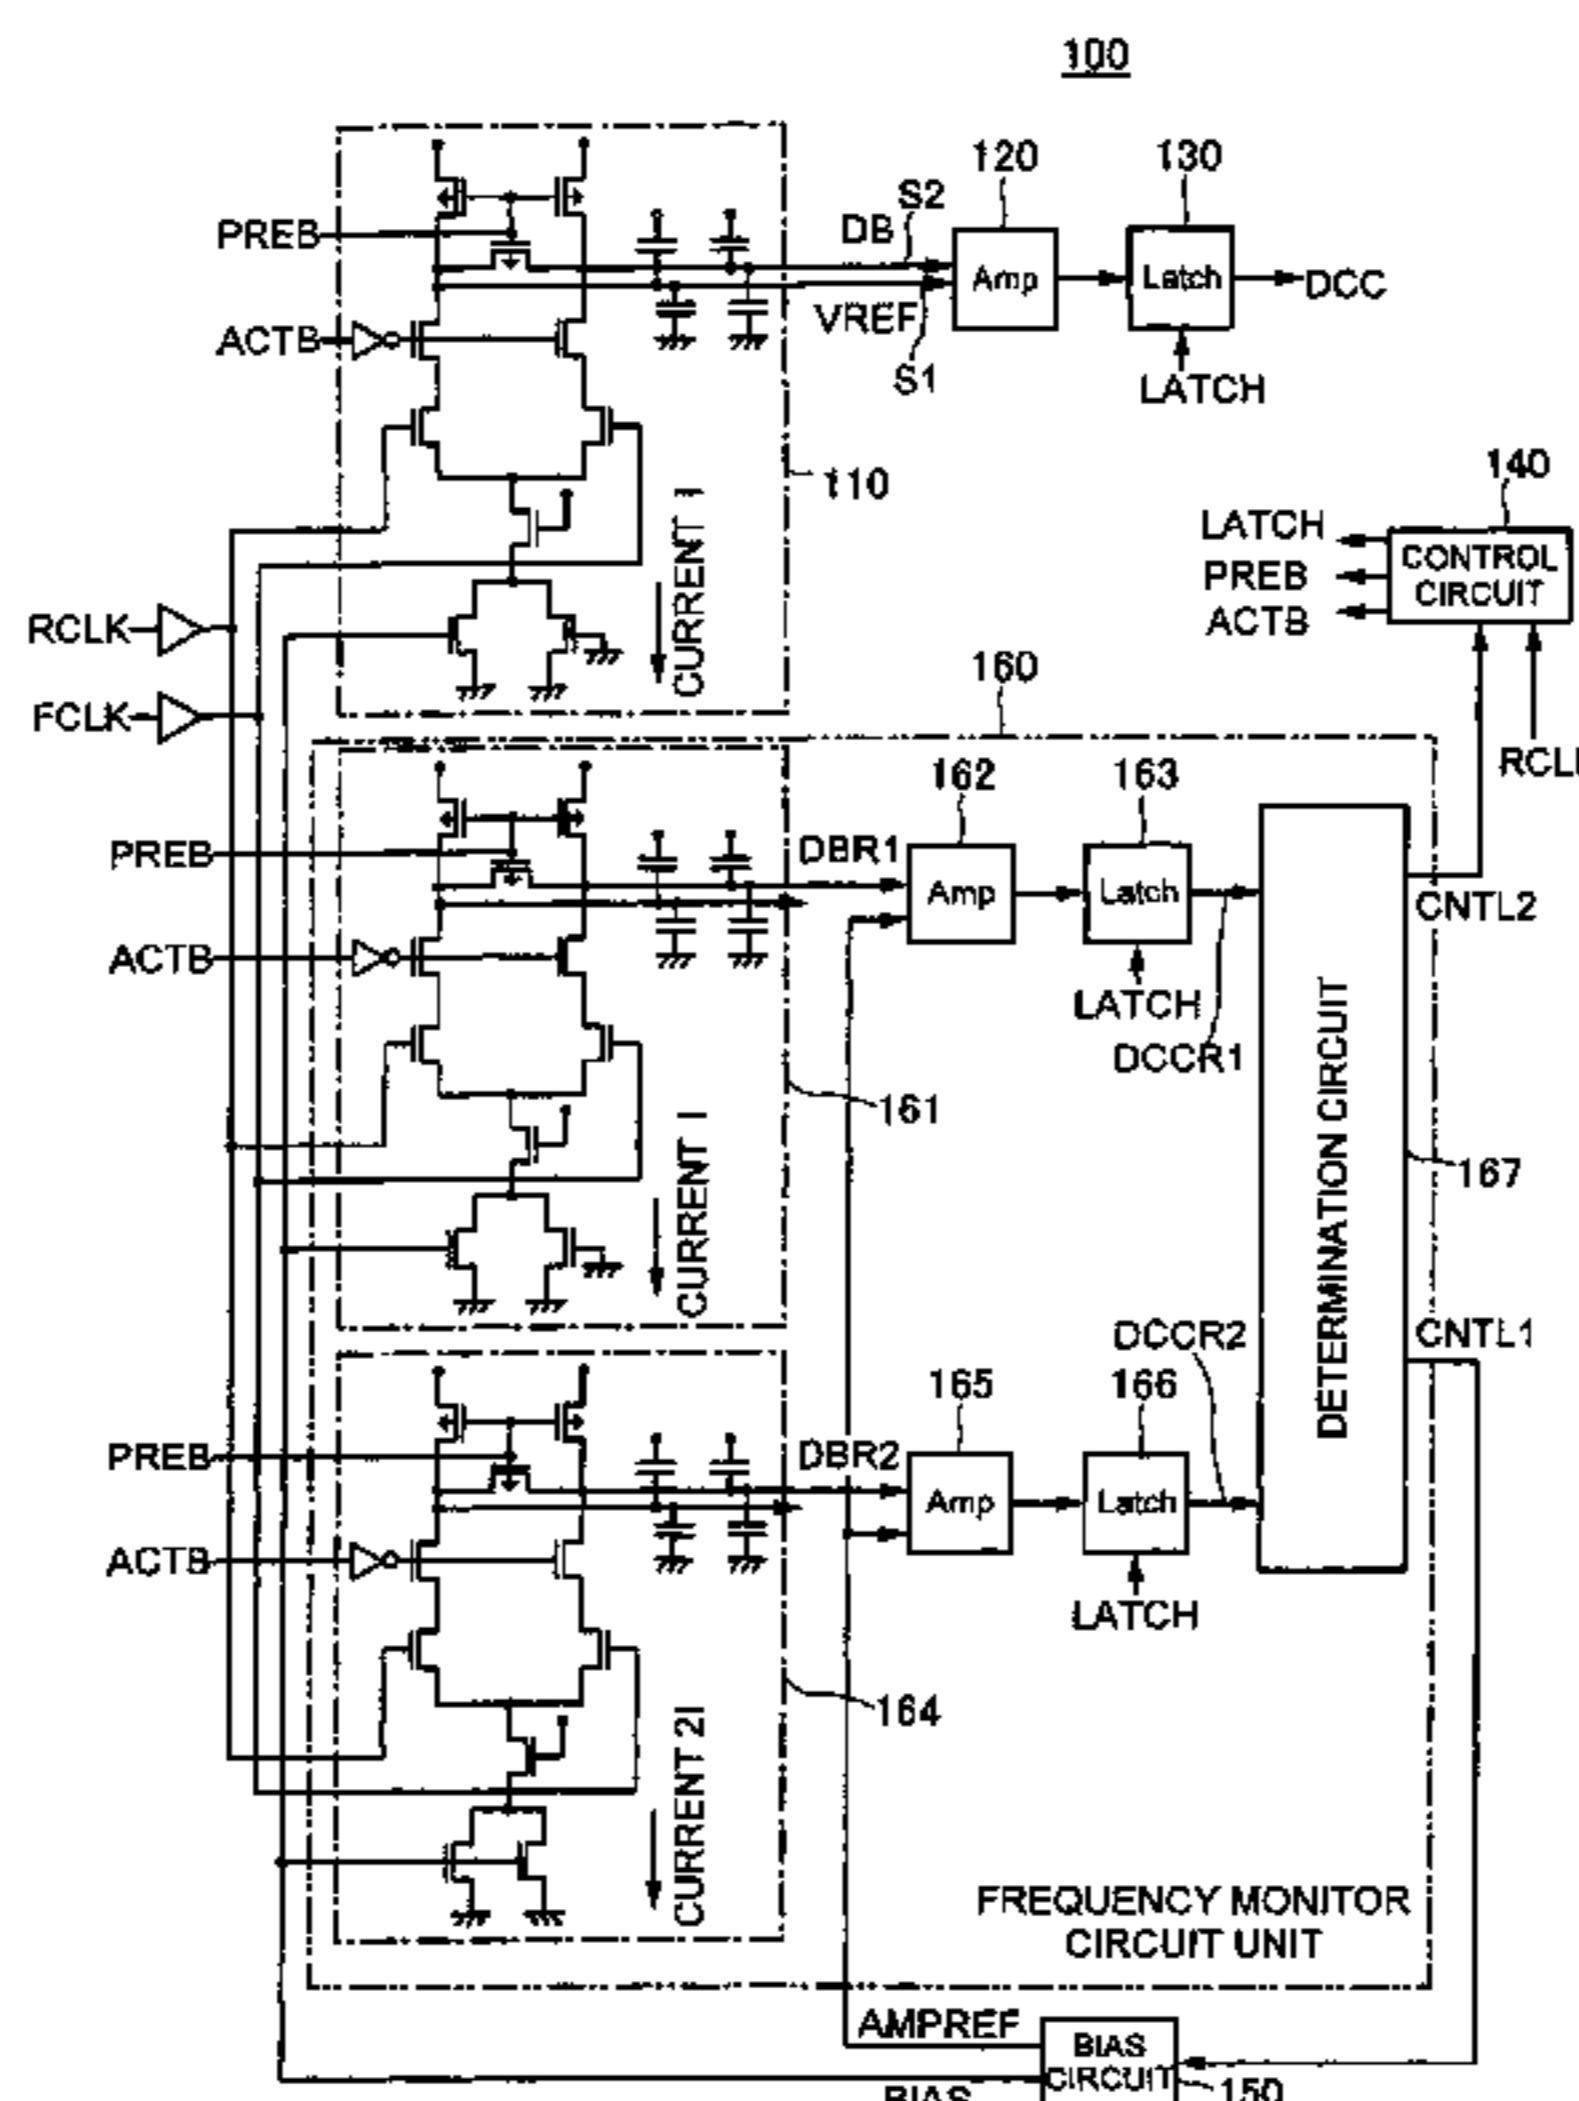 100
120
130
S2
DB
PREB
Amp
Latch
DCC
VREF
ACTB
S1
LATCH
110
140
LATCH
CONTROL
CIRCUIT
PREB
ACTB
CURRENT I
RCLK
160
FCLK
162
163
PREB
DBR1
Amp
Latch
CNTL2
ACTB
LATCH
DCCR1
161
167
CURRENT I
DETERMINATION CIRCUIT
DCCR2
CNTL1
165
166
PREB
DBR2
Amp
Latch
ACTB
LATCH
164
CURRENT 2I
FREQUENCY MONITOR
CIRCUIT UNIT
AMPREF
BIAS
CIRCUIT
150
BIAS